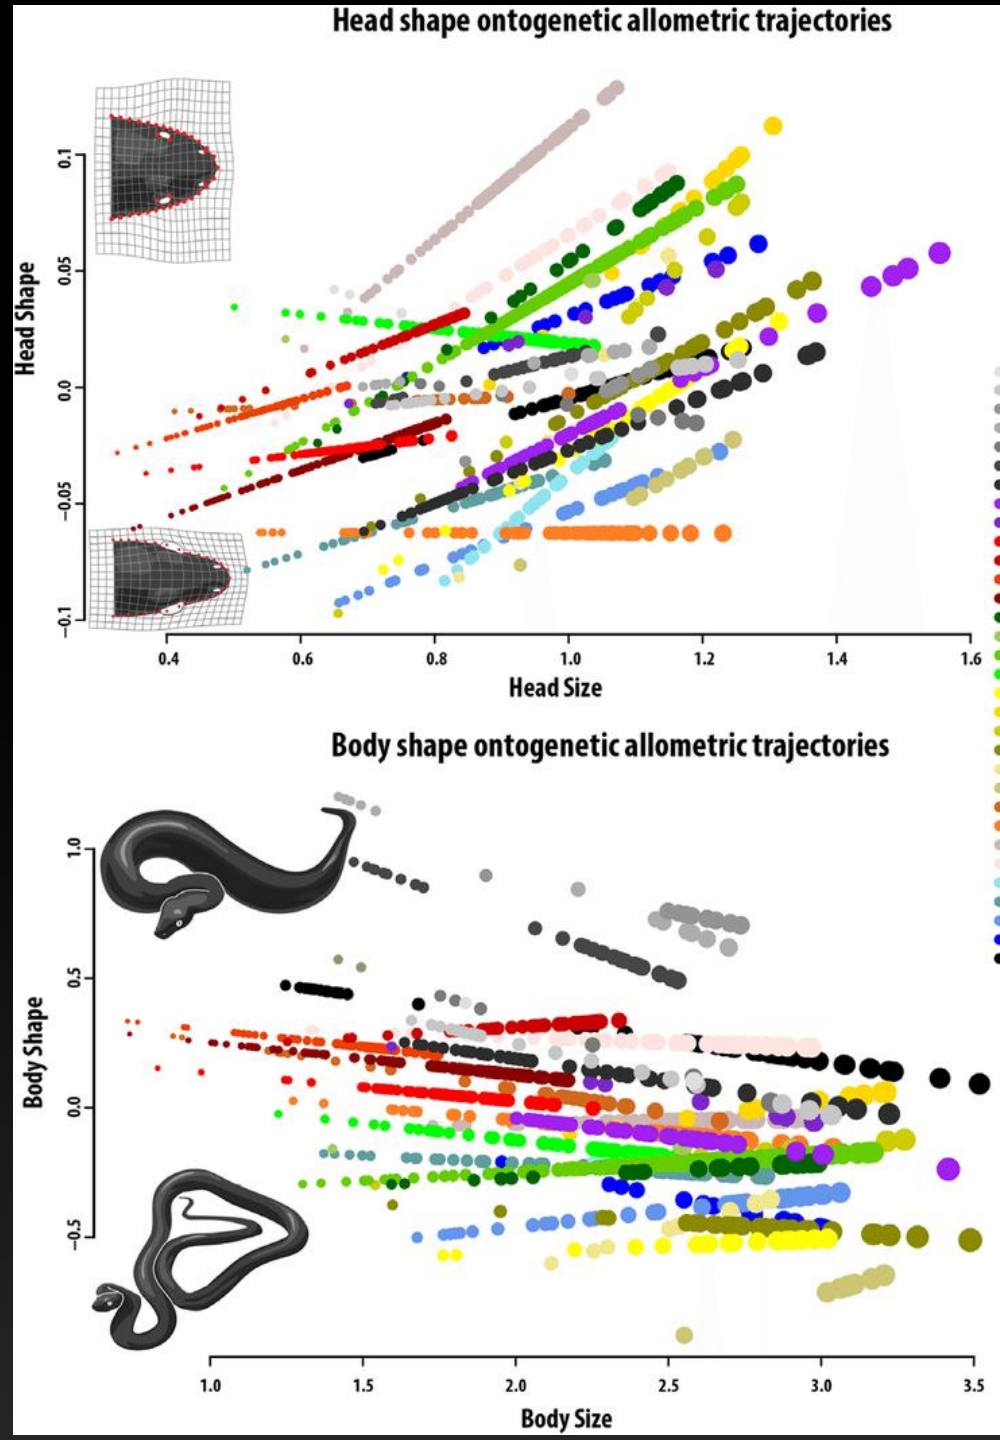 Head shape ontogenetic allometric trajectories
0.1
0.05
0.0
−0.05
−0.1
Head Shape
0.4 0.6 0.8 1.0 1.2 1.4 1.6
Head Size
Body shape ontogenetic allometric trajectories
1.0
0.5
0.0
−0.5
Body Shape
1.0 1.5 2.0 2.5 3.0 3.5
Body Size